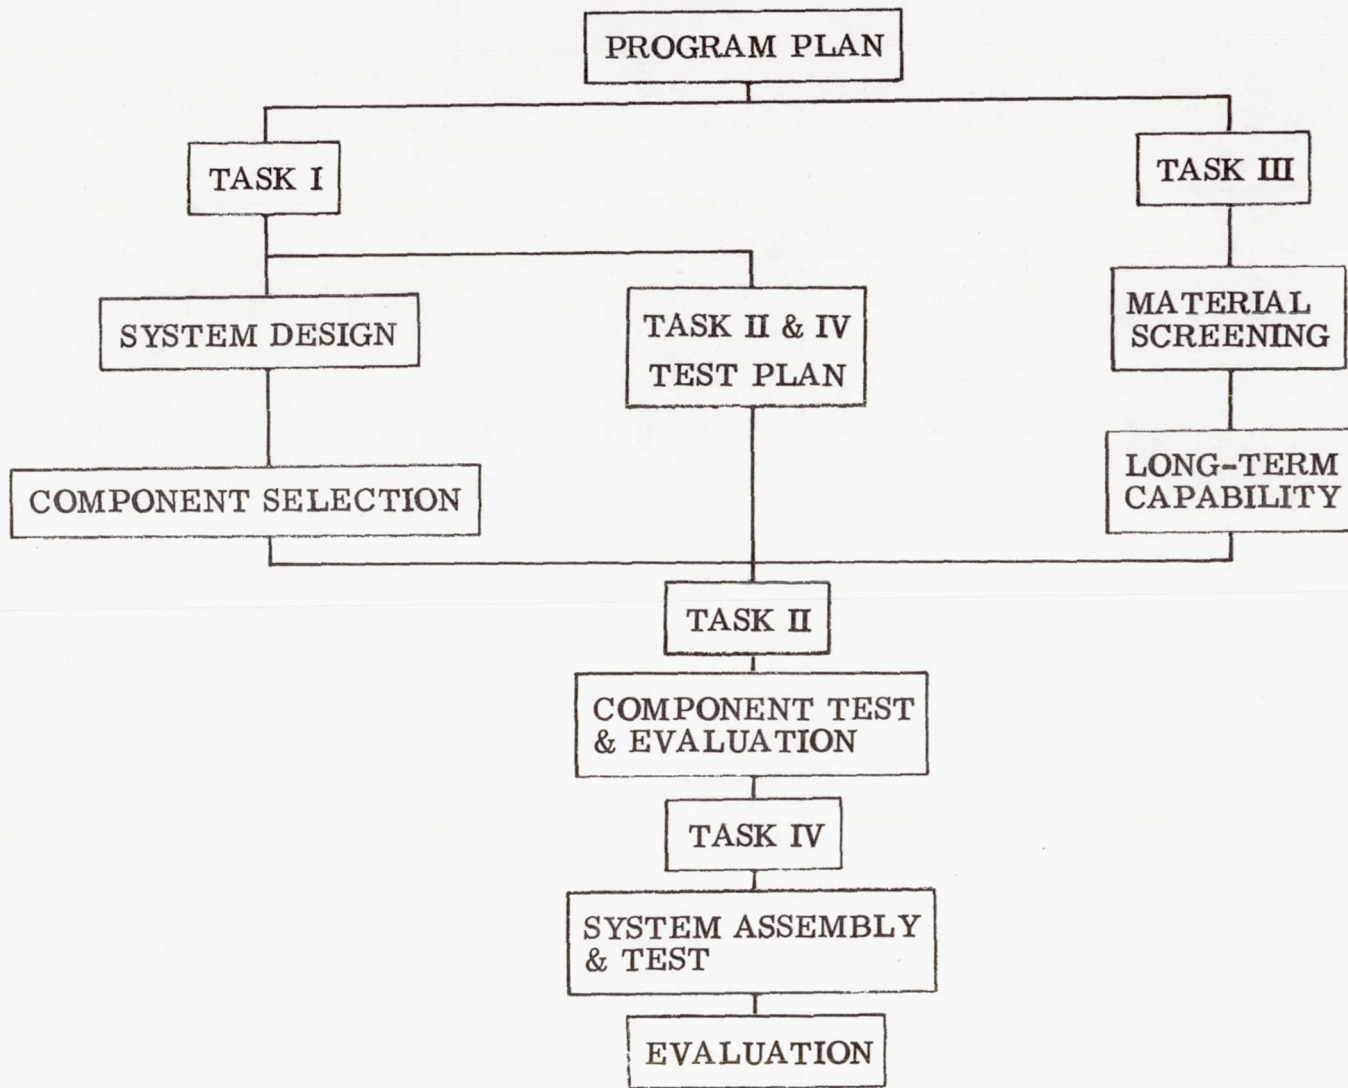 PROGRAM PLAN
TASK I
TASK III
SYSTEM DESIGN
TASK II & IV
TEST PLAN
MATERIAL
SCREENING
COMPONENT SELECTION
LONG-TERM
CAPABILITY
TASK II
COMPONENT TEST
& EVALUATION
TASK IV
SYSTEM ASSEMBLY
& TEST
EVALUATION